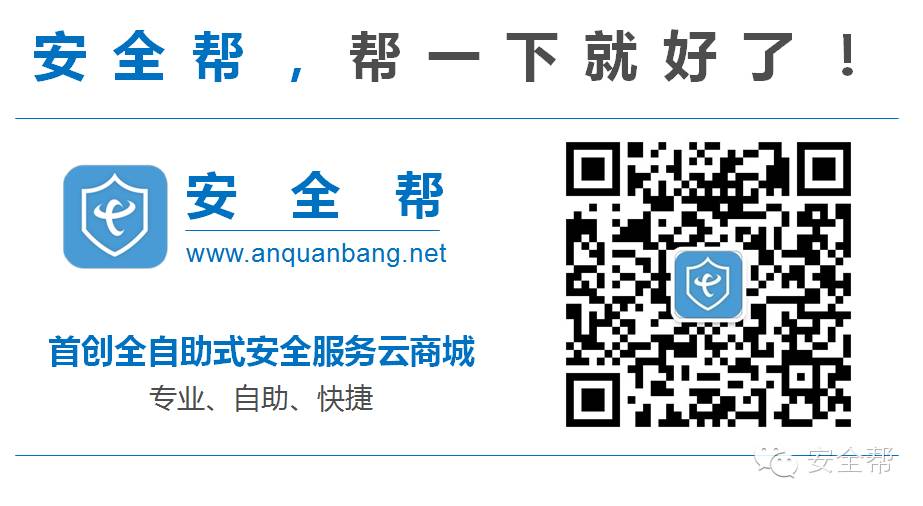 安全帮，帮一下就好了！
安全帮
www.anquanbang.net
首创全自助式安全服务云商城
专业、自助、快捷
安全帮